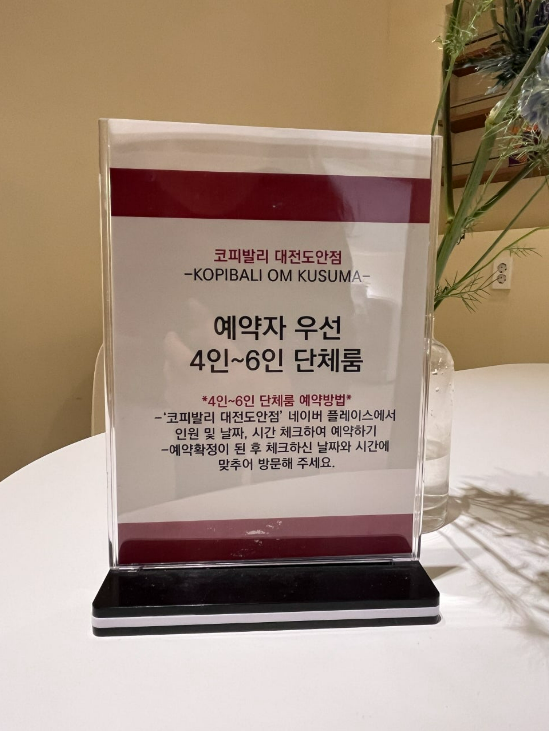 코피발리 대전도안점
-KOPIBALI OM KUSUMA-
예약자 우선
4인~6인 단체룸
*4인~6인 단체룸 예약방법*
-'코피발리 대전도안점' 네이버 플레이스에서
인원 및 날짜, 시간 체크하여 예약하기
-예약확정이 된 후 체크하신 날짜와 시간에
맞추어 방문해 주세요.